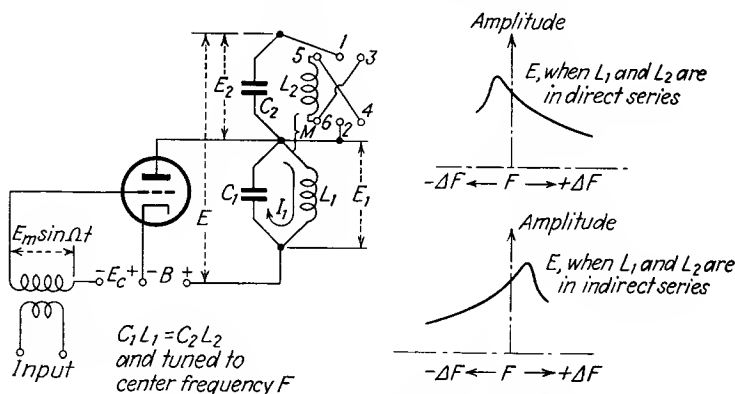 E
E₂
C₂
L₂
5
1
3
4
6
2
M
C₁
I₁
L₁
E₁
Eₘ sin Ωt
- E_c + - B +
Input
C₁L₁ = C₂L₂
and tuned to
center frequency F
Amplitude
E, when L₁ and L₂ are
in direct series
-ΔF ← F → +ΔF
Amplitude
E, when L₁ and L₂ are
in indirect series
-ΔF ← F → +ΔF